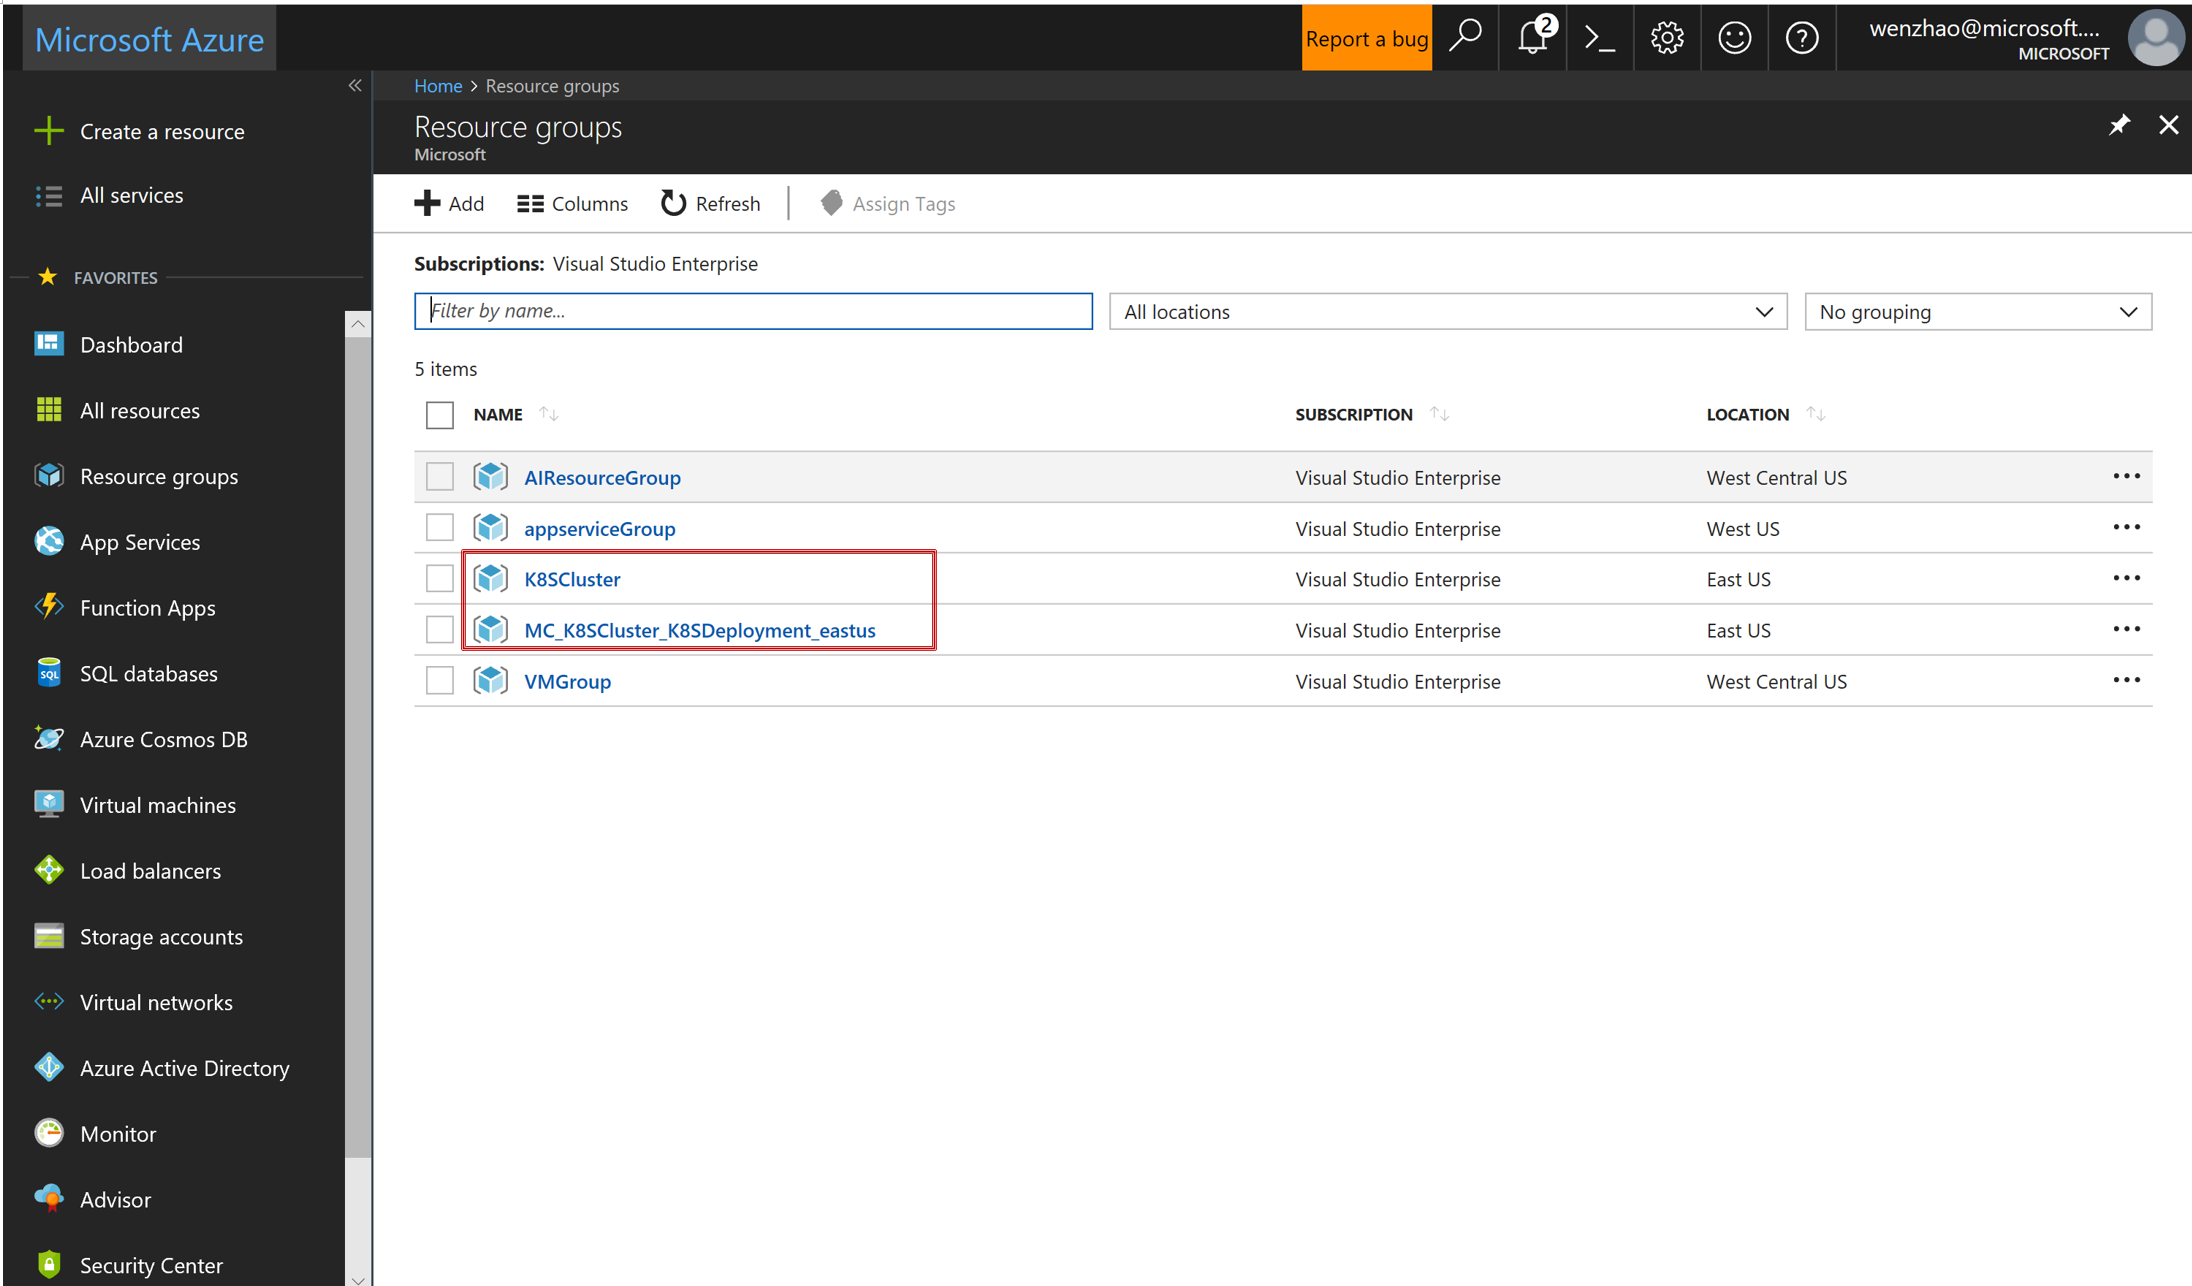 Microsoft Azure
Report a bug
2
wenzhao@microsoft....
MICROSOFT
Create a resource
All services
FAVORITES
Dashboard
All resources
Resource groups
App Services
Function Apps
SQL
SQL databases
Azure Cosmos DB
Virtual machines
Load balancers
Storage accounts
Virtual networks
Azure Active Directory
Monitor
Advisor
Security Center
Home > Resource groups
Resource groups
Microsoft
Add Columns Refresh Assign Tags
Subscriptions: Visual Studio Enterprise
Filter by name... All locations No grouping
5 items
NAME SUBSCRIPTION LOCATION
AIResourceGroup Visual Studio Enterprise West Central US
appserviceGroup Visual Studio Enterprise West US
K8SCluster Visual Studio Enterprise East US
MC_K8SCluster_K8SDeployment_eastus Visual Studio Enterprise East US
VMGroup Visual Studio Enterprise West Central US